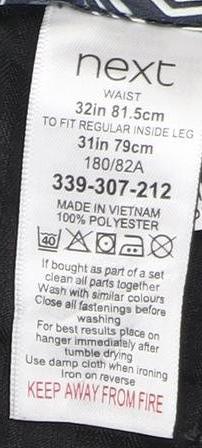 next
WAIST
32in 81.5cm
TO FIT REGULAR INSIDE LEG
31in 79cm
180/82A
339-307-212
MADE IN VIETNAM
100% POLYESTER
40
If bought as part of a set
clean all parts together
Wash with similar colours
Close all fastenings before
washing
For best results place on
hanger immediately after
tumble drying
Use damp cloth when ironing
Iron on reverse
KEEP AWAY FROM FIRE